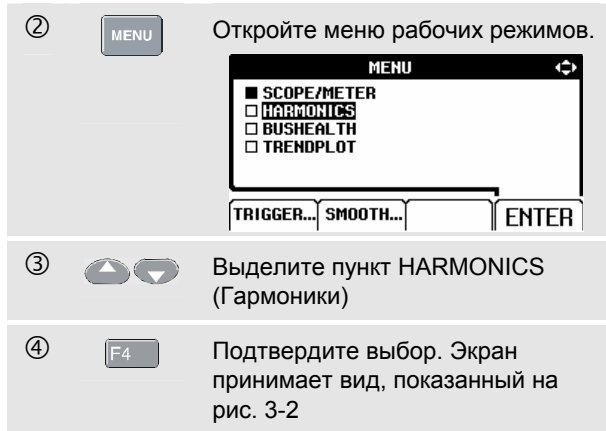 ② MENU Откройте меню рабочих режимов.
MENU
■ SCOPE/METER
□ HARMONICS
□ BUSHEALTH
□ TRENDPLOT
TRIGGER... SMOOTH... ENTER
③ Выделите пункт HARMONICS
(Гармоники)
④ F4 Подтвердите выбор. Экран
принимает вид, показанный на
рис. 3-2